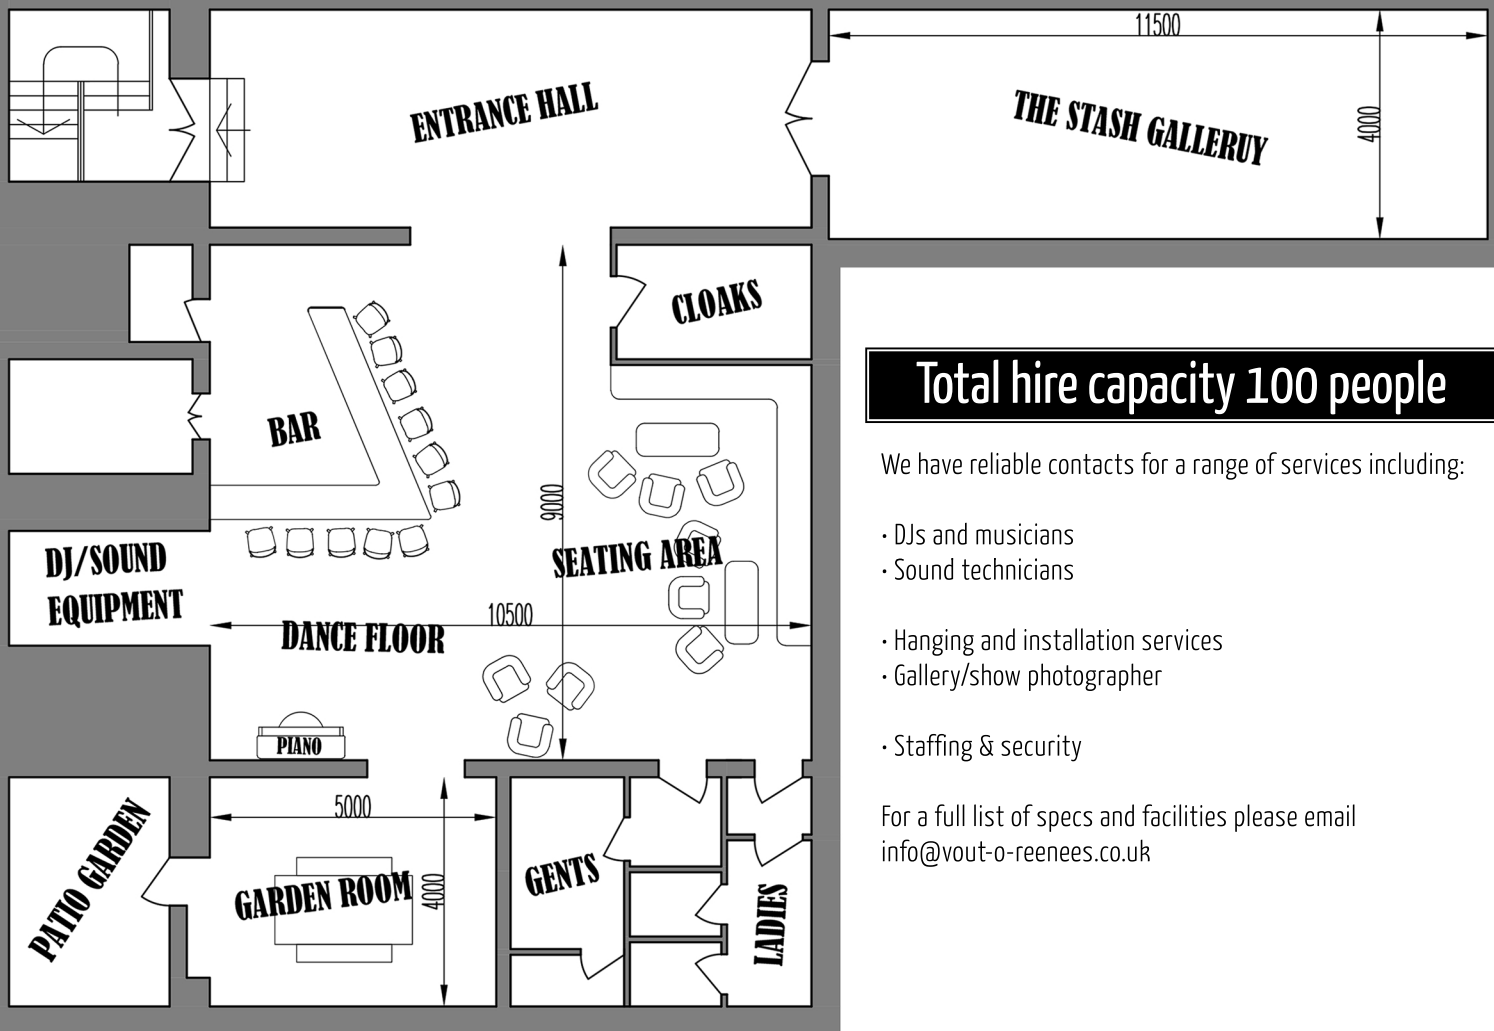 11500
ENTRANCE HALL
THE STASH GALLERUY
4000
CLOAKS
Total hire capacity 100 people
BAR
We have reliable contacts for a range of services including:
9000
· DJs and musicians
· Sound technicians
DJ/SOUND
EQUIPMENT
SEATING AREA
10500
DANCE FLOOR
· Hanging and installation services
· Gallery/show photographer
PIANO
· Staffing & security
5000
For a full list of specs and facilities please email
info@vout-o-reenees.co.uk
PATIO GARDEN
GARDEN ROOM
4000
GENTS
LADIES